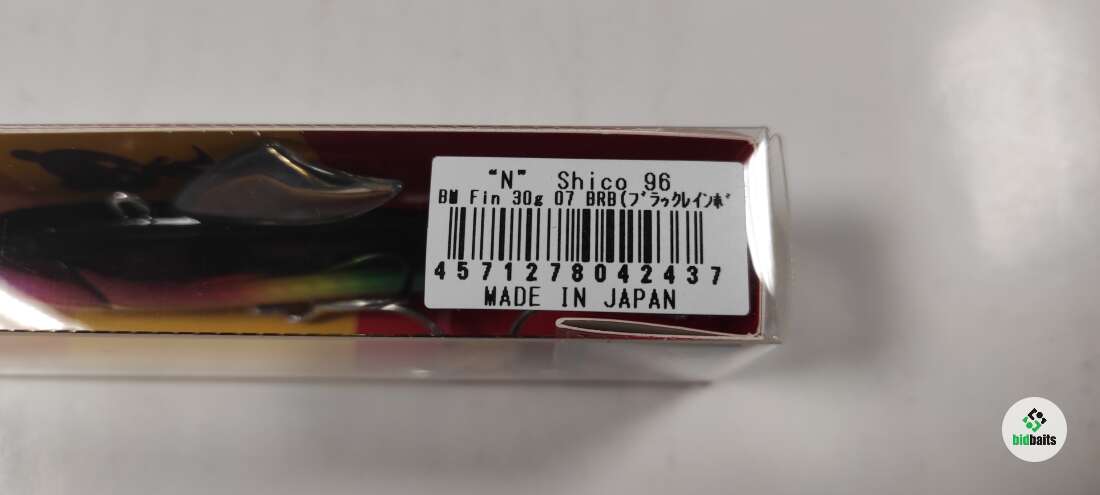 “N” Shico 96
BM Fin 30g 07 BRB(ﾌﾞﾗｯｸﾚｲﾝﾎﾞ
4571278042437
MADE IN JAPAN
bidbaits